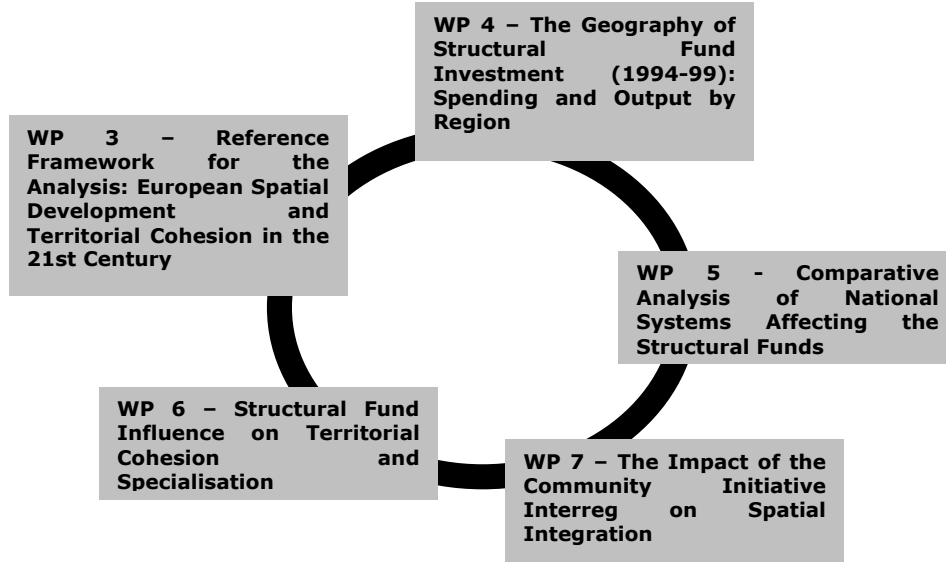 WP 4 – The Geography of
Structural Fund
Investment (1994-99):
Spending and Output by
Region
WP 3 – Reference
Framework for the
Analysis: European Spatial
Development and
Territorial Cohesion in the
21st Century
WP 5 - Comparative
Analysis of National
Systems Affecting the
Structural Funds
WP 6 – Structural Fund
Influence on Territorial
Cohesion and
Specialisation
WP 7 – The Impact of the
Community Initiative
Interreg on Spatial
Integration